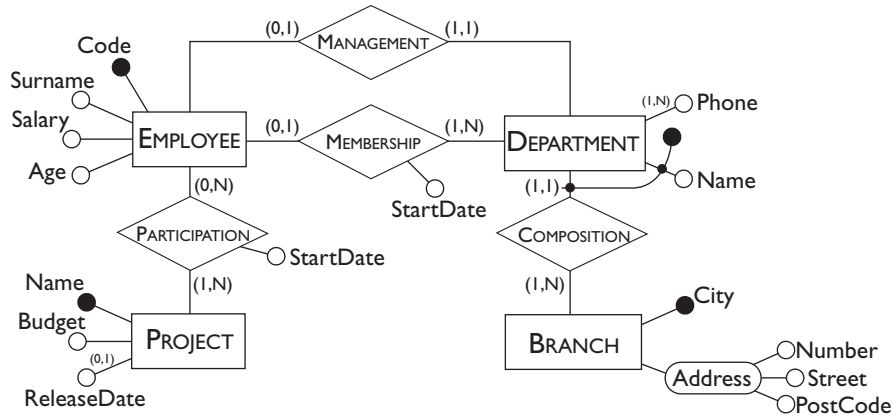 (0,1) MANAGEMENT (1,1)
Code
Surname
Salary
Age
EMPLOYEE
(0,1) MEMBERSHIP (1,N)
StartDate
DEPARTMENT
(1,N) Phone
Name
(0,N)
PARTICIPATION
StartDate
(1,N)
(1,1)
COMPOSITION
(1,N)
Name
Budget
(0,1)
ReleaseDate
PROJECT
BRANCH
City
Address
Number
Street
PostCode